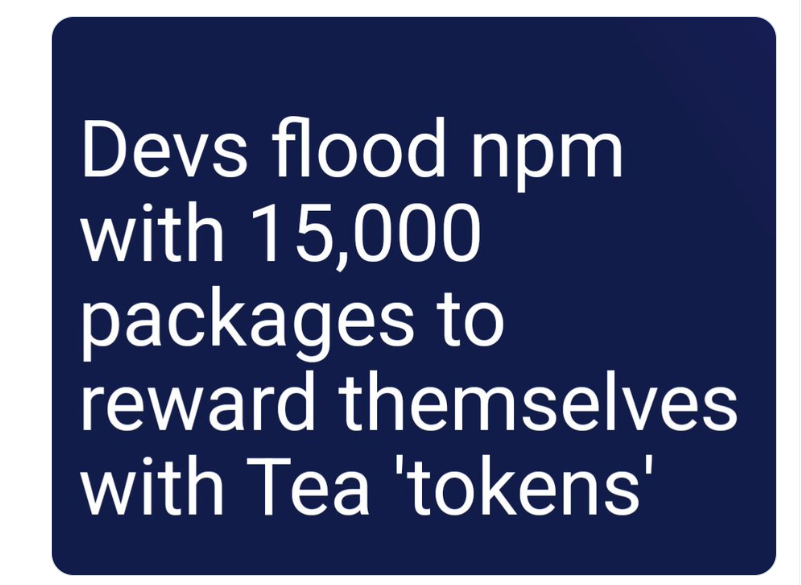 Devs flood npm
with 15,000
packages to
reward themselves
with Tea 'tokens'